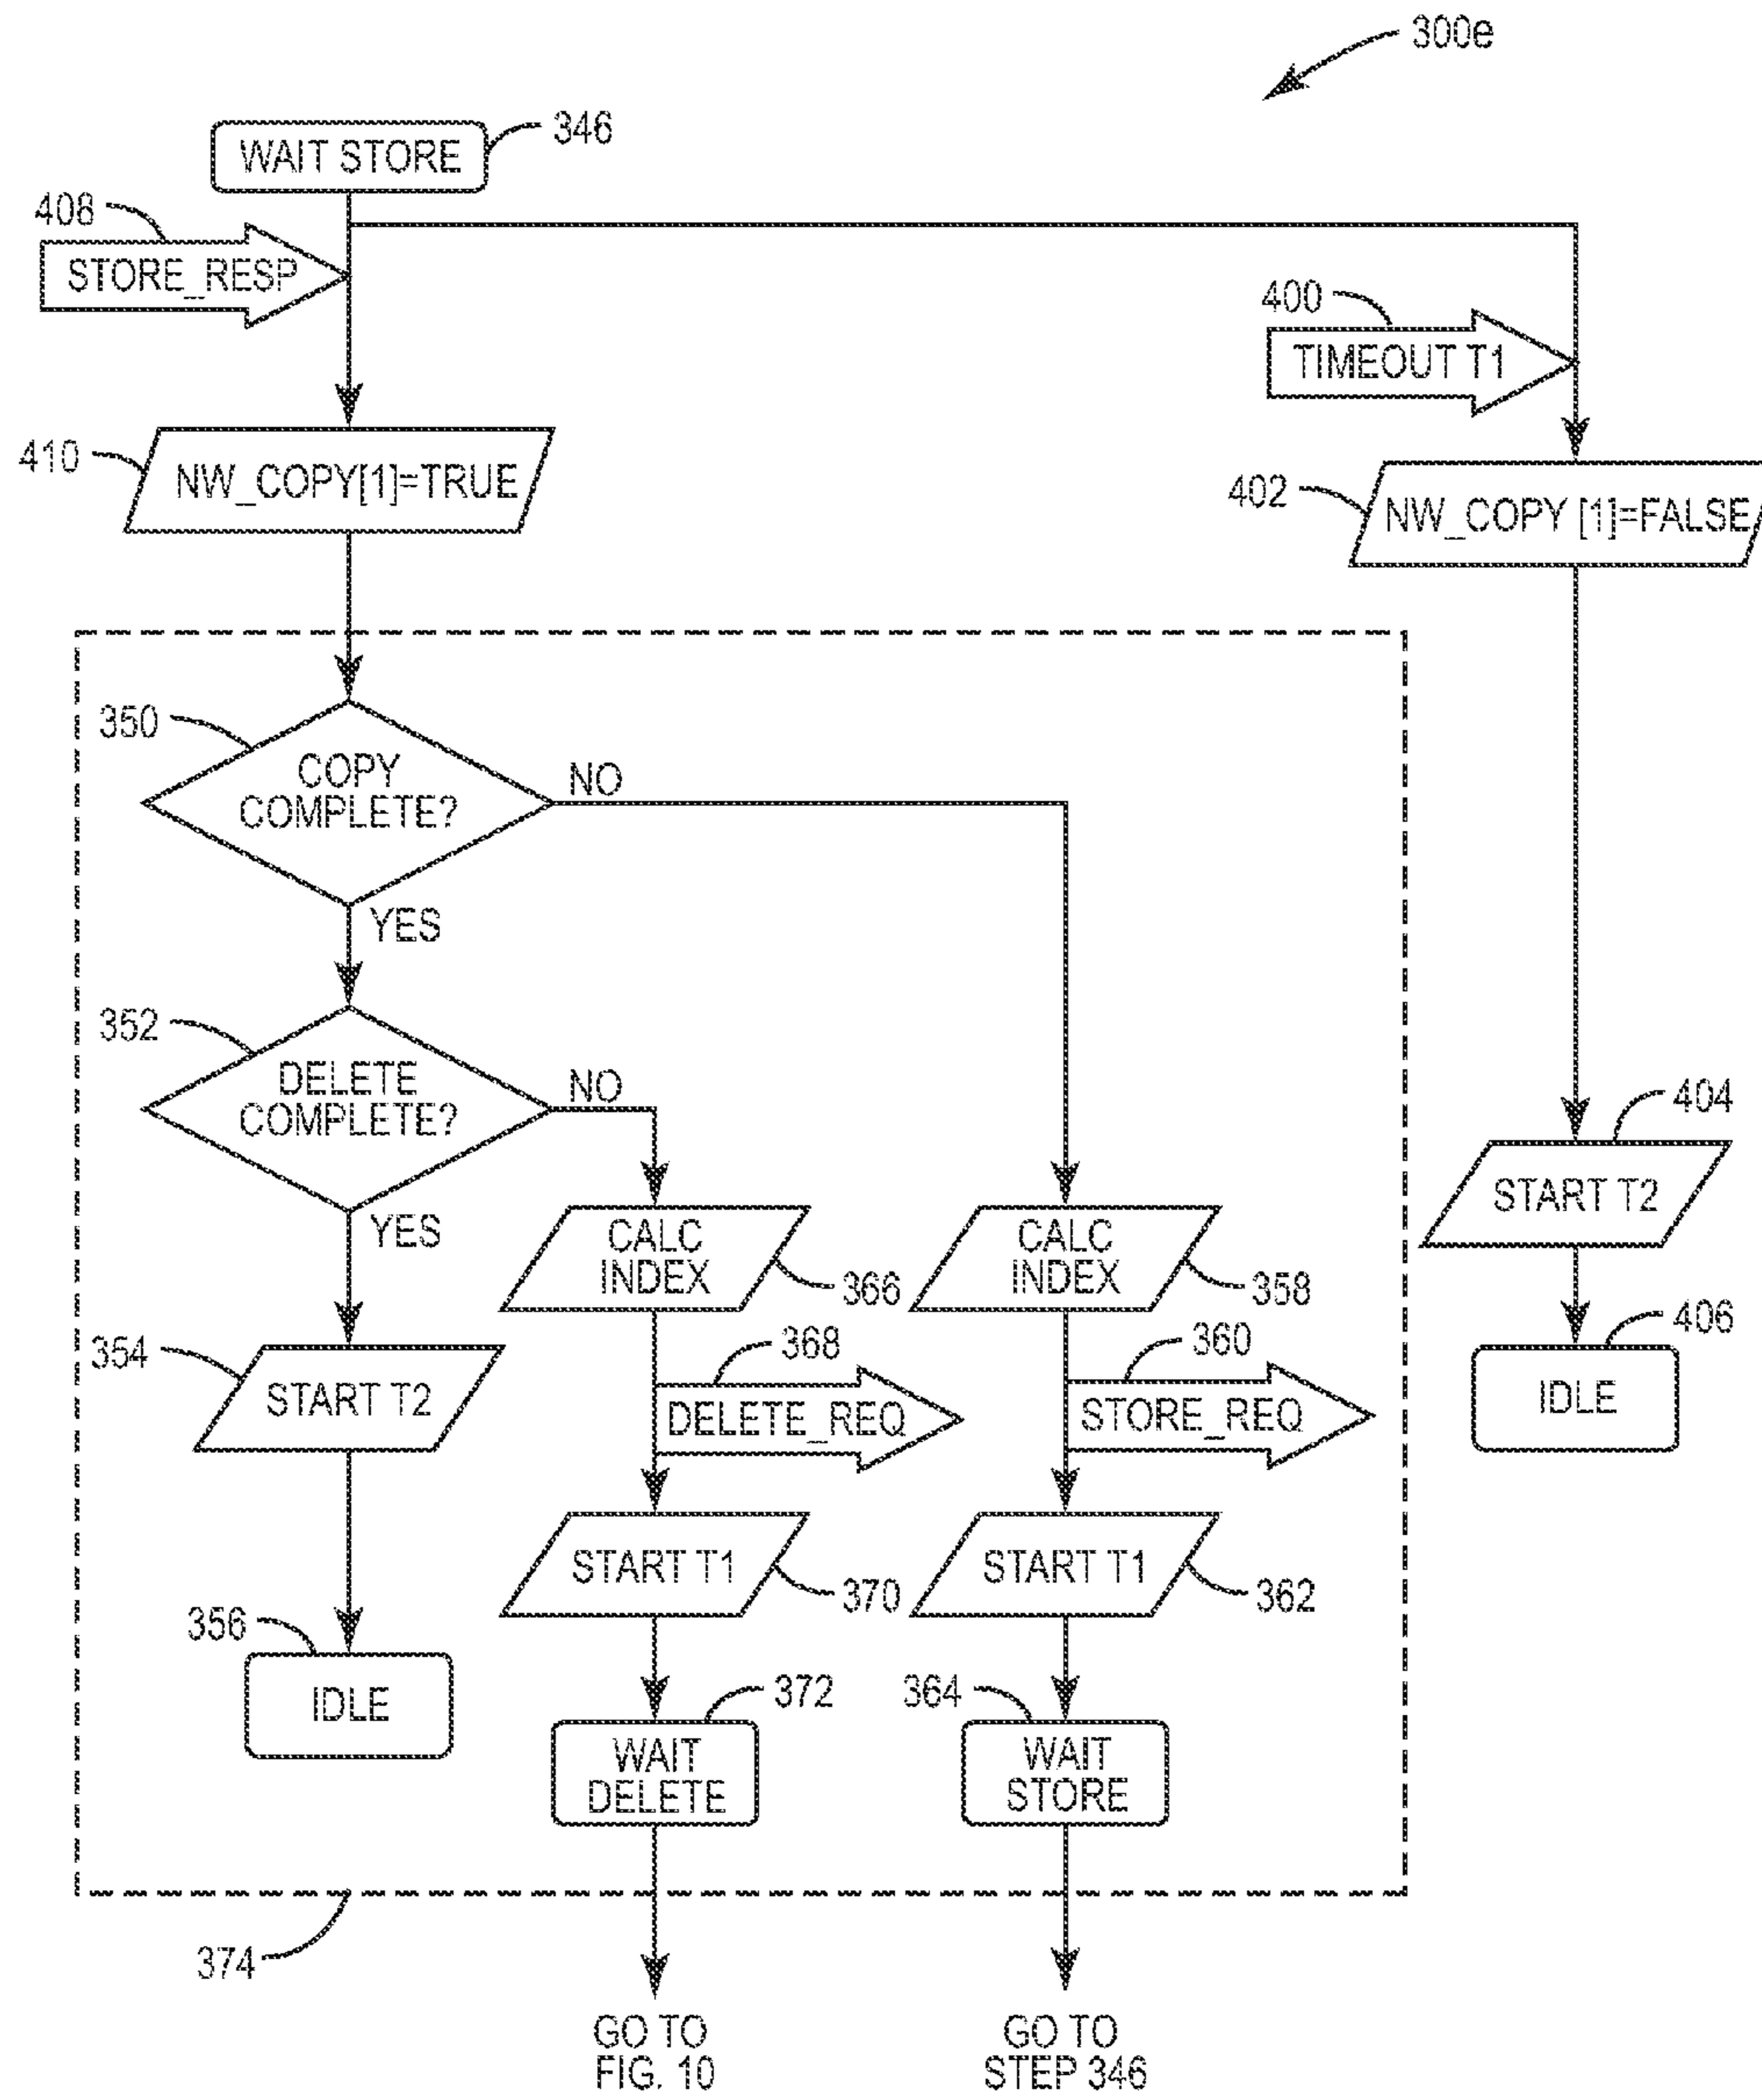 300e
WAIT STORE
346
408
STORE_RESP
400
TIMEOUT T1
410
NW_COPY[1]=TRUE
402
NW_COPY [1]=FALSE
350
COPY
COMPLETE?
NO
YES
352
DELETE
COMPLETE?
NO
YES
404
START T2
CALC
INDEX
366
CALC
INDEX
358
406
IDLE
354
START T2
368
DELETE_REQ
360
STORE_REQ
START T1
370
START T1
362
356
IDLE
372
WAIT
DELETE
364
WAIT
STORE
374
GO TO
FIG. 10
GO TO
STEP 346